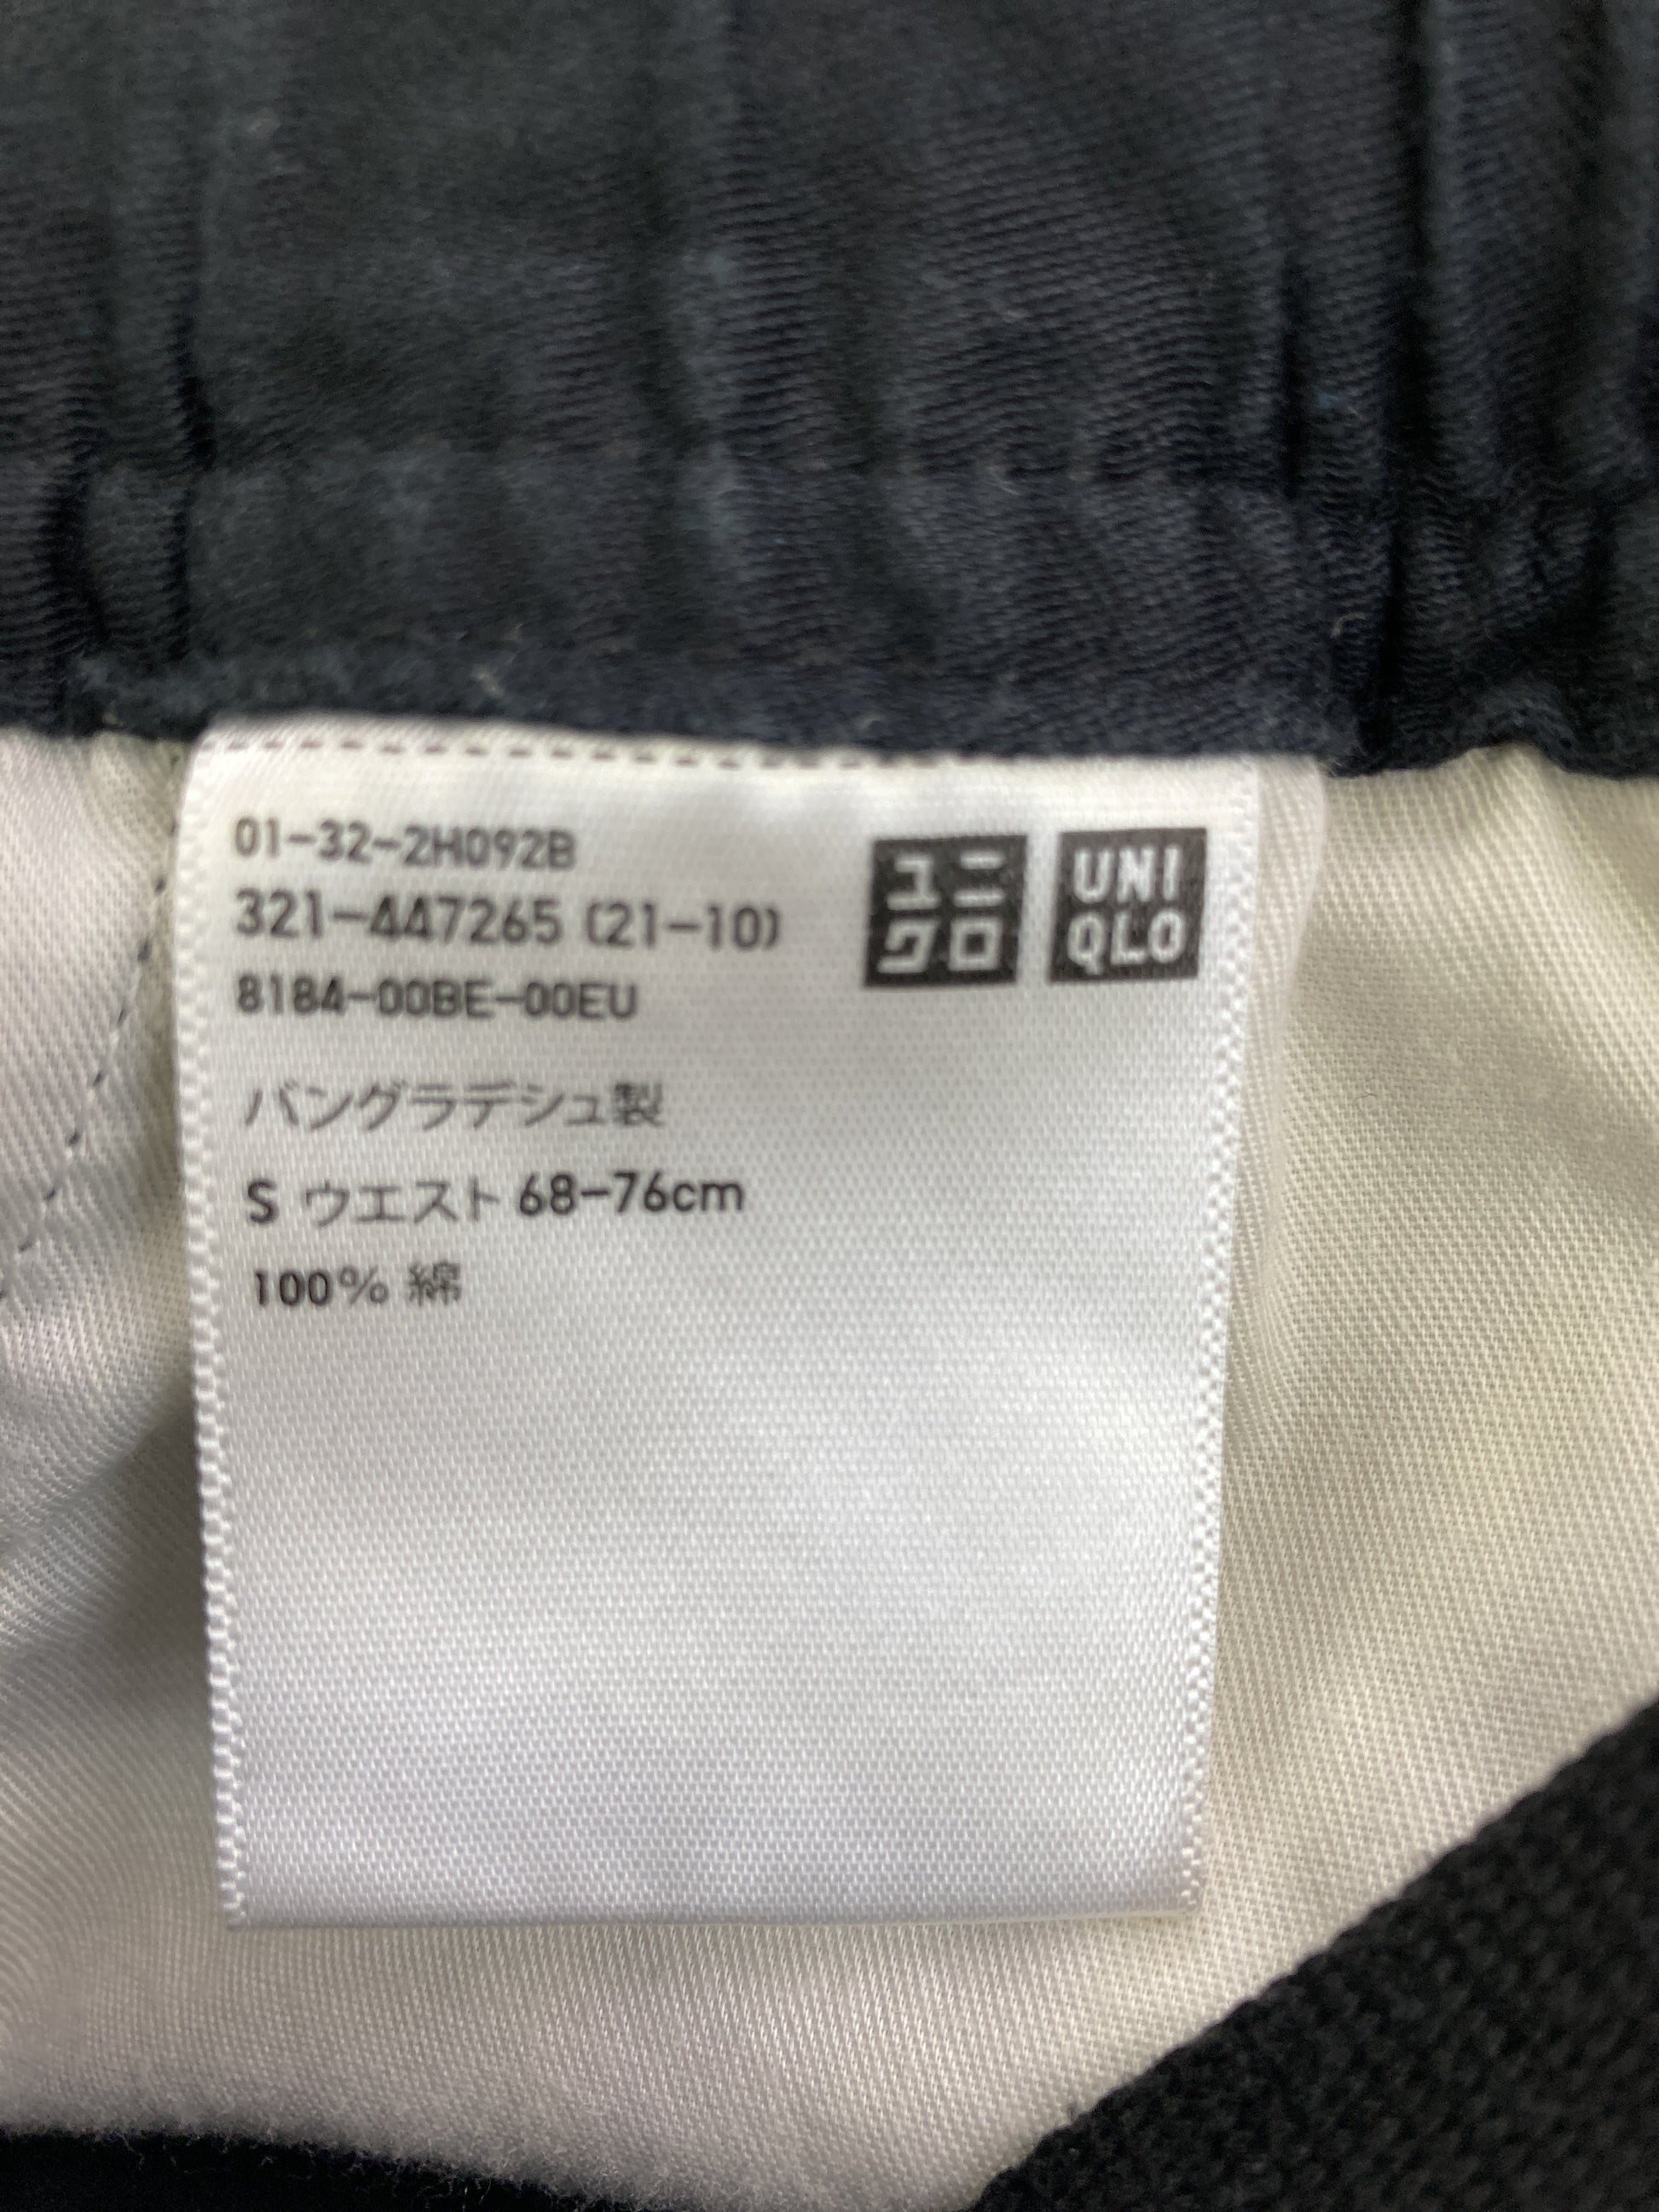 01-32-2H092B
321-447265 (21-10)
8184-00BE-00EU
ユニ
クロ
UNI
QLO
バングラデシュ製
S ウエスト 68-76cm
100% 綿